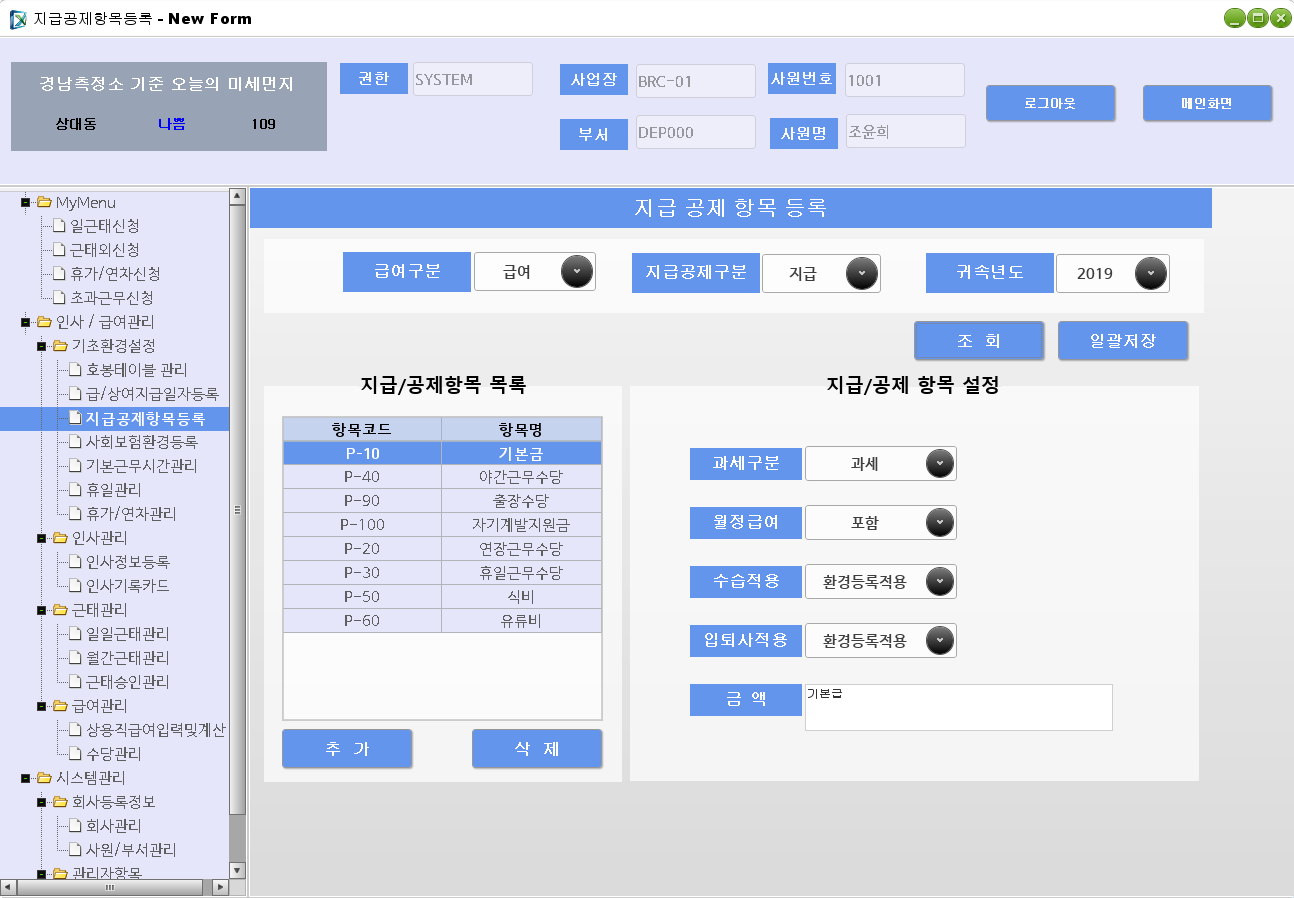 지급공제항목등록 - New Form
경남측정소 기준 오늘의 미세먼지
상대동 나쁨 109
권한 SYSTEM
사업장 BRC-01
사원번호 1001
부서 DEP000
사원명 조윤희
로그아웃
메인화면
MyMenu
일근태신청
근태외신청
휴가/연차신청
초과근무신청
인사 / 급여관리
기초환경설정
호봉테이블 관리
급/상여지급일자등록
지급공제항목등록
사회보험환경등록
기본근무시간관리
휴일관리
휴가/연차관리
인사관리
인사정보등록
인사기록카드
근태관리
일일근태관리
월간근태관리
근태승인관리
급여관리
상용직급여입력및계산
수당관리
시스템관리
회사등록정보
회사관리
사원/부서관리
관리자항목
지급 공제 항목 등록
급여구분 급여
지급공제구분 지급
귀속년도 2019
조 회
일괄저장
지급/공제항목 목록
항목코드 항목명
P-10 기본금
P-40 야간근무수당
P-90 출장수당
P-100 자기계발지원금
P-20 연장근무수당
P-30 휴일근무수당
P-50 식비
P-60 유류비
추 가
삭 제
지급/공제 항목 설정
과세구분 과세
월정급여 포함
수습적용 환경등록적용
입퇴사적용 환경등록적용
금 액 기본급